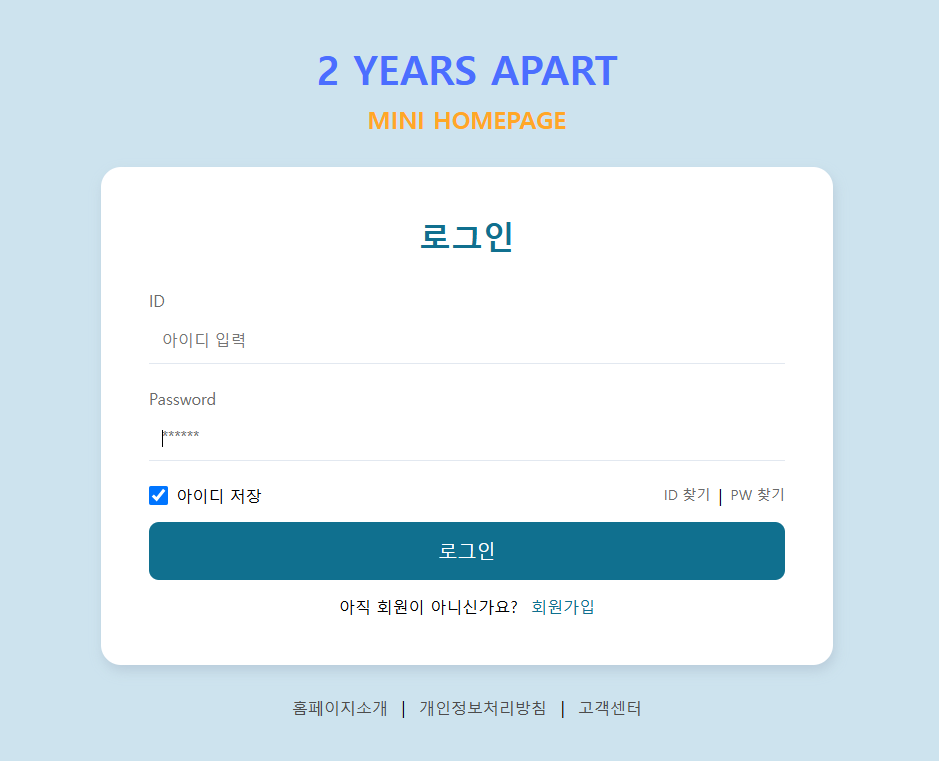 2 YEARS APART
MINI HOMEPAGE
로그인
ID
아이디 입력
Password
******
아이디 저장
ID 찾기 | PW 찾기
로그인
아직 회원이 아니신가요? 회원가입
홈페이지소개 | 개인정보처리방침 | 고객센터